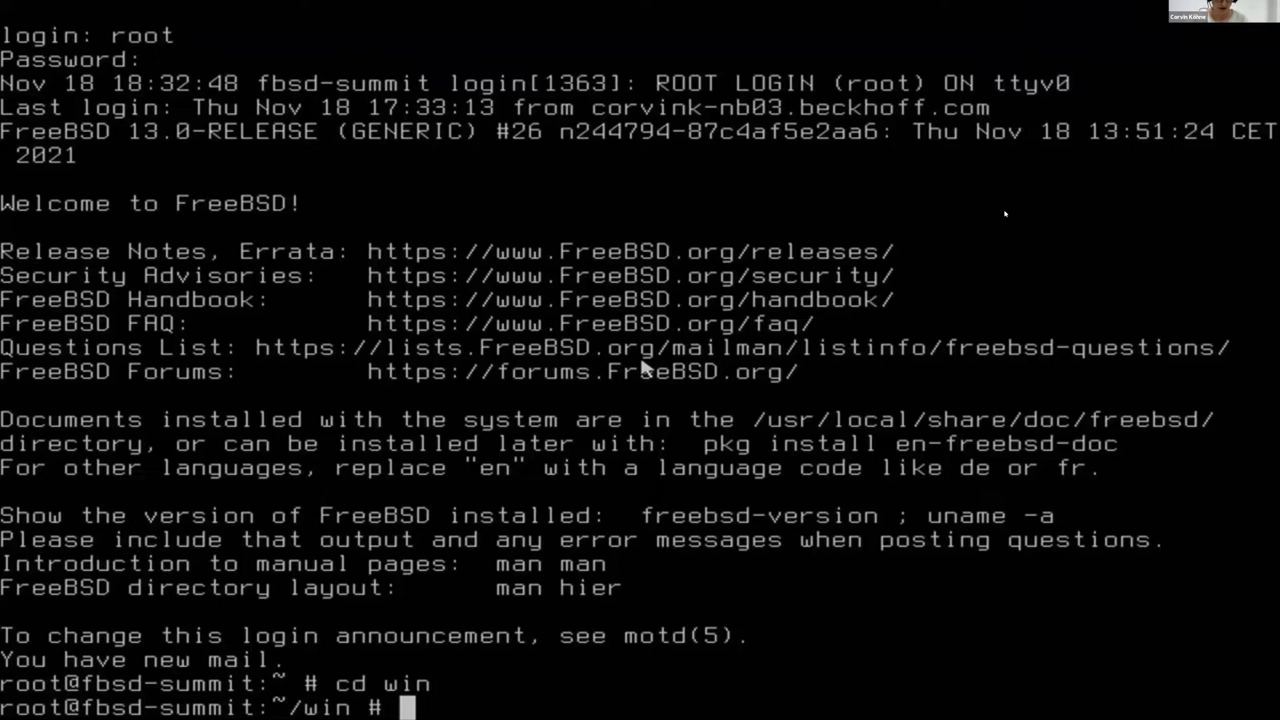 Corvin Köhne
login: root
Password:
Nov 18 18:32:48 fbsd-summit login[1363]: ROOT LOGIN (root) ON ttyv0
Last login: Thu Nov 18 17:33:13 from corvink-nb03.beckhoff.com
FreeBSD 13.0-RELEASE (GENERIC) #26 n244794-87c4af5e2aa6: Thu Nov 18 13:51:24 CET
 2021
Welcome to FreeBSD!
Release Notes, Errata: https://www.FreeBSD.org/releases/
Security Advisories:   https://www.FreeBSD.org/security/
FreeBSD Handbook:      https://www.FreeBSD.org/handbook/
FreeBSD FAQ:           https://www.FreeBSD.org/faq/
Questions List: https://lists.FreeBSD.org/mailman/listinfo/freebsd-questions/
FreeBSD Forums:        https://forums.FreeBSD.org/
Documents installed with the system are in the /usr/local/share/doc/freebsd/
directory, or can be installed later with:  pkg install en-freebsd-doc
For other languages, replace "en" with a language code like de or fr.
Show the version of FreeBSD installed:  freebsd-version ; uname -a
Please include that output and any error messages when posting questions.
Introduction to manual pages:  man man
FreeBSD directory layout:      man hier
To change this login announcement, see motd(5).
You have new mail.
root@fbsd-summit:~ # cd win
root@fbsd-summit:~/win #